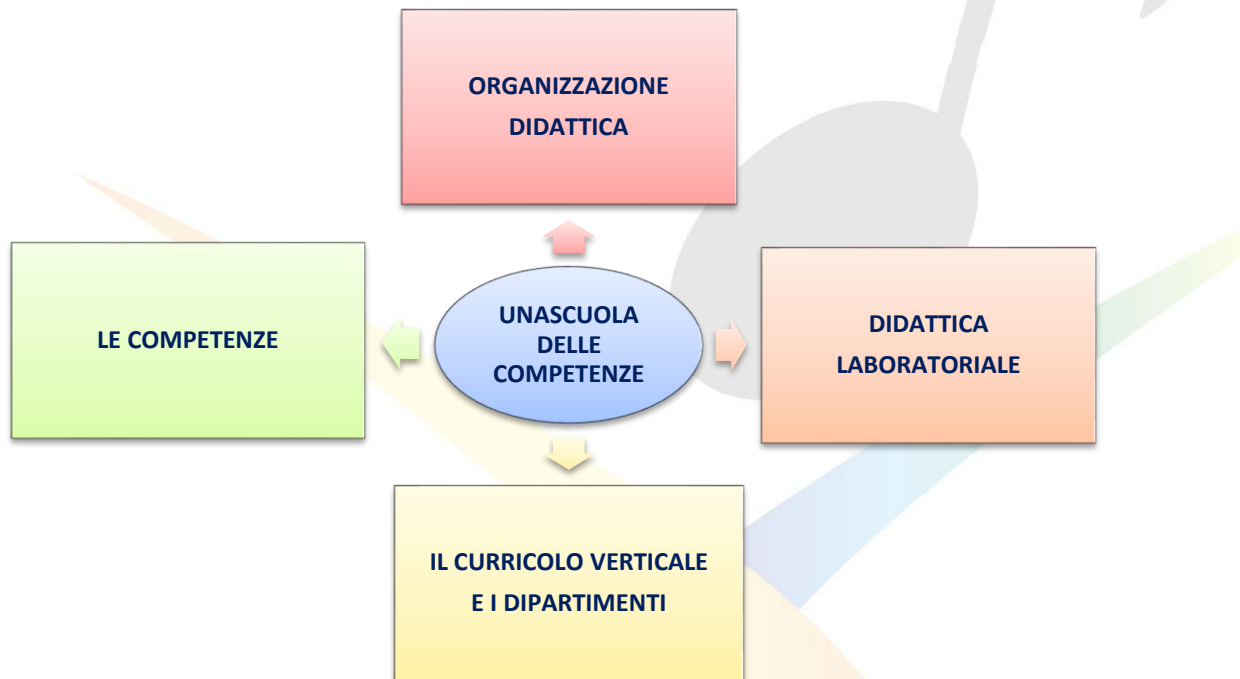 ORGANIZZAZIONE
DIDATTICA
LE COMPETENZE
UNASCUOLA
DELLE
COMPETENZE
DIDATTICA
LABORATORIALE
IL CURRICOLO VERTICALE
E I DIPARTIMENTI